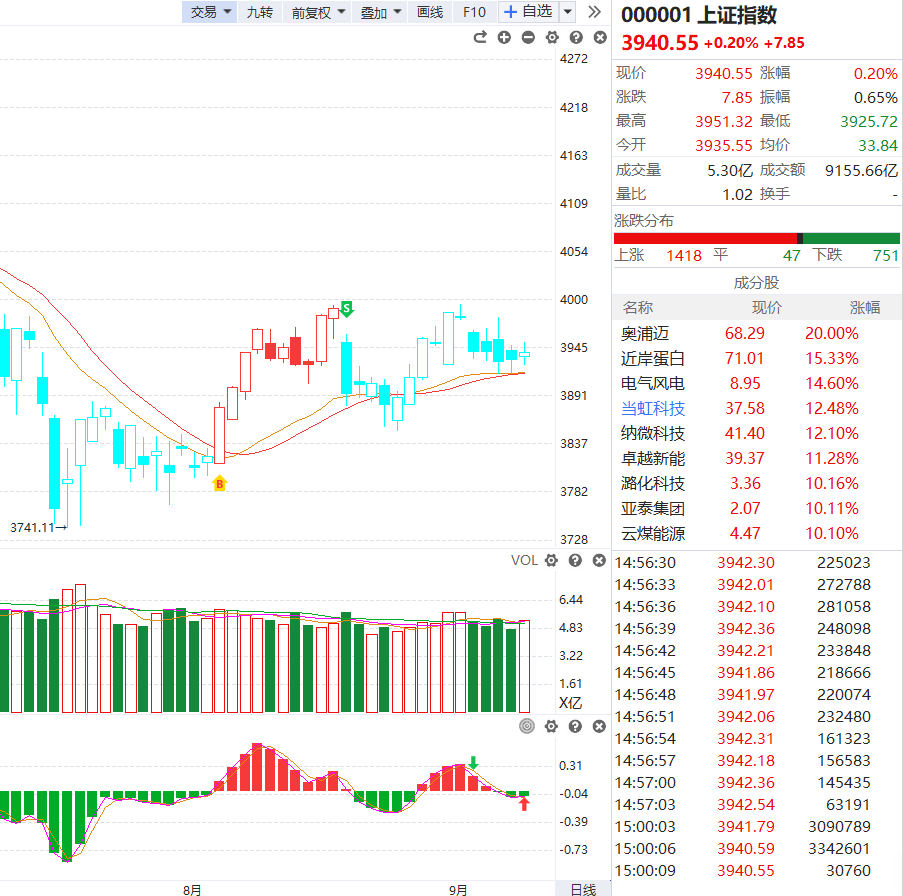 交易 九转 前复权 叠加 画线 F10 自选
4272
4218
4163
4109
4054
4000
3945
3891
3837
3782
3728
S
B
3741.11→
VOL
6.44
4.83
3.22
1.61
X亿
0.31
-0.04
-0.39
-0.73
8月 9月 日线
000001 上证指数
3940.55 +0.20% +7.85
现价 3940.55 涨幅 0.20%
涨跌 7.85 振幅 0.65%
最高 3951.32 最低 3925.72
今开 3935.55 均价 33.84
成交量 5.30亿 成交额 9155.66亿
量比 1.02 换手 -
涨跌分布
上涨 1418 平 47 下跌 751
成分股
名称 现价 涨幅
奥浦迈 68.29 20.00%
近岸蛋白 71.01 15.33%
电气风电 8.95 14.60%
当虹科技 37.58 12.48%
纳微科技 41.40 12.10%
卓越新能 39.37 11.28%
潞化科技 3.36 10.16%
亚泰集团 2.07 10.11%
云煤能源 4.47 10.10%
14:56:30 3942.30 225023
14:56:33 3942.01 272788
14:56:36 3942.10 281058
14:56:39 3942.36 248098
14:56:42 3942.21 233848
14:56:45 3941.86 218666
14:56:48 3941.97 220074
14:56:51 3942.06 232480
14:56:54 3942.31 161323
14:56:57 3942.18 156583
14:57:00 3942.36 145435
14:57:03 3942.54 63191
15:00:03 3941.79 3090789
15:00:06 3940.59 3342601
15:00:09 3940.55 30760